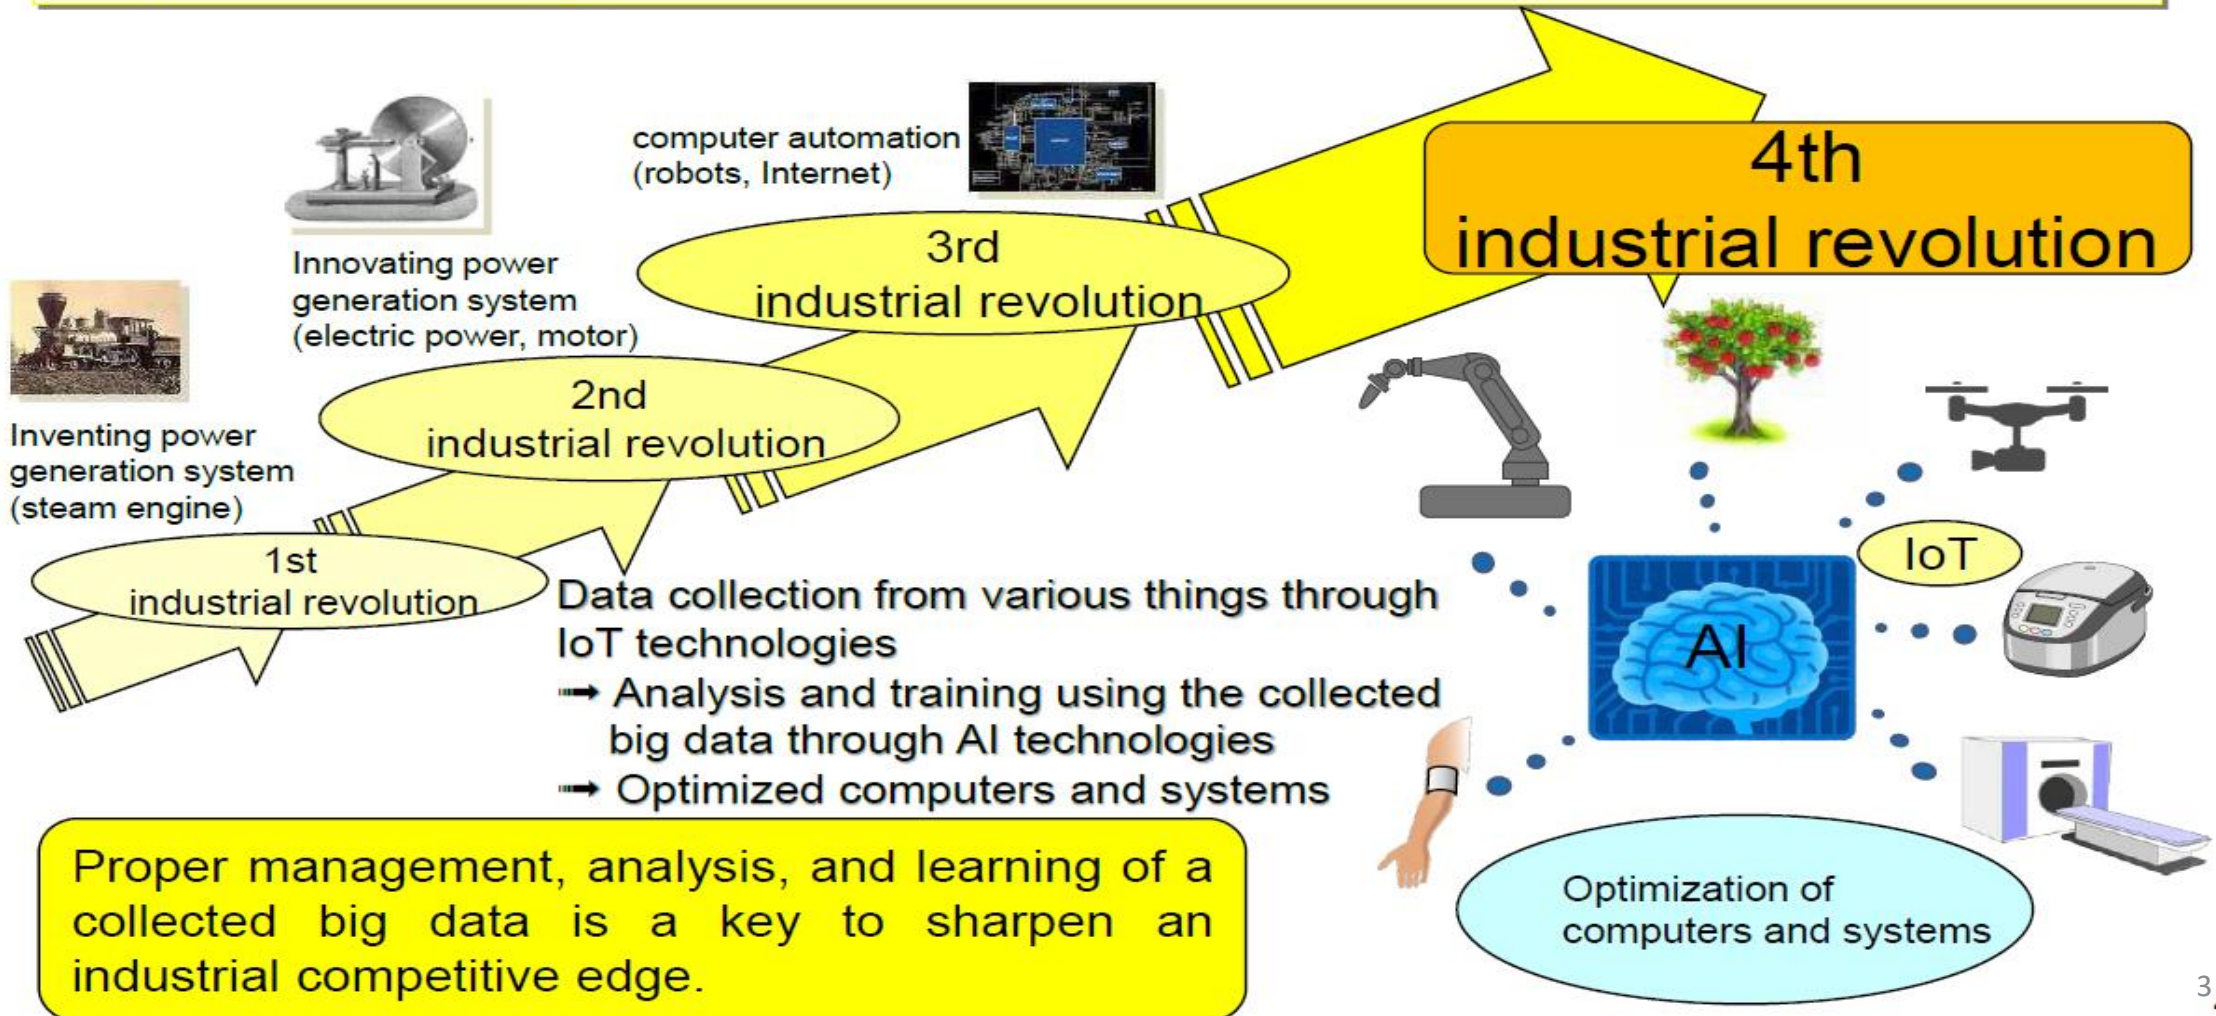 computer automation
(robots, Internet)
4th
industrial revolution
3rd
industrial revolution
Innovating power
generation system
(electric power, motor)
2nd
industrial revolution
Inventing power
generation system
(steam engine)
1st
industrial revolution
Data collection from various things through
IoT technologies
→ Analysis and training using the collected
big data through AI technologies
→ Optimized computers and systems
IoT
AI
Proper management, analysis, and learning of a
collected big data is a key to sharpen an
industrial competitive edge.
Optimization of
computers and systems
3